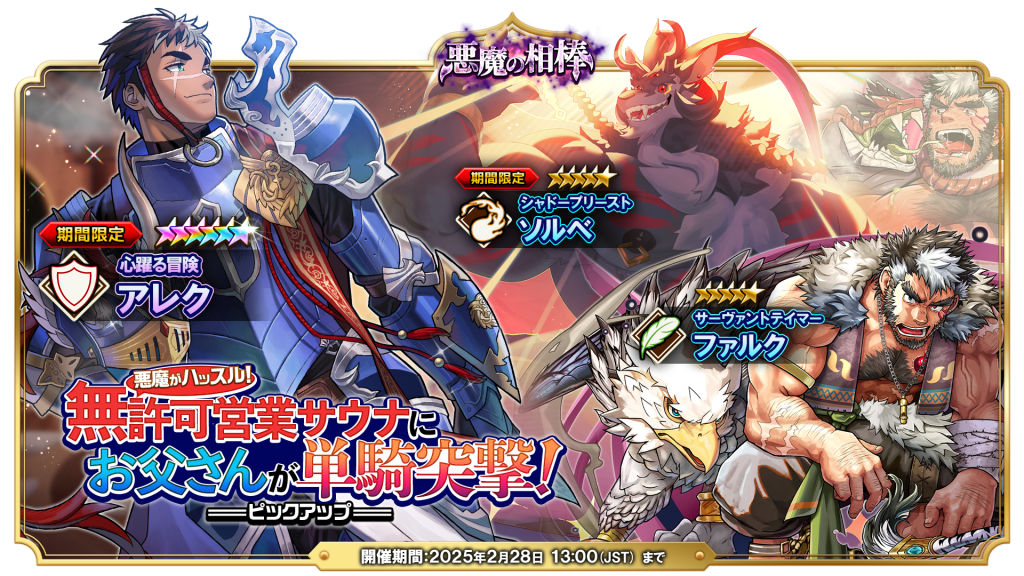 悪魔の相棒
期間限定
シャドープリースト
ソルベ
期間限定
心躍る冒険
アレク
サーヴァントテイマー
ファルク
悪魔がハッスル!
無許可営業サウナに
お父さんが単騎突撃!
ピックアップ
開催期間:2025年2月28日 13:00(JST) まで